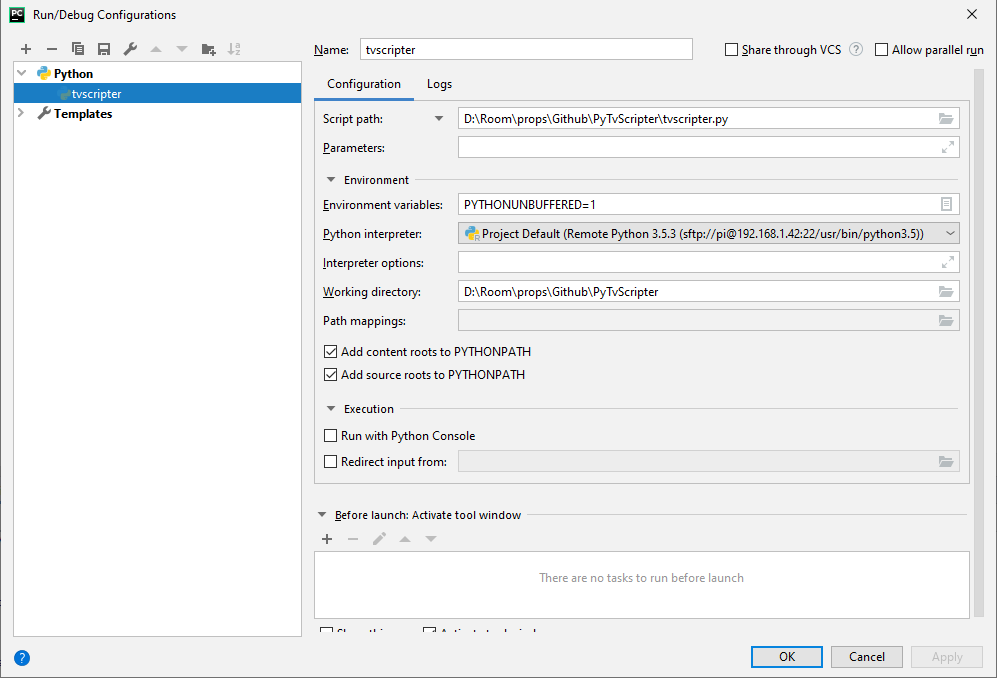 PC Run/Debug Configurations
Name: tvscripter Share through VCS ? Allow parallel run
Python
tvscripter
Templates
Configuration Logs
Script path: D:\Room\props\Github\PyTvScripter\tvscripter.py
Parameters:
Environment
Environment variables: PYTHONUNBUFFERED=1
Python interpreter: Project Default (Remote Python 3.5.3 (sftp://pi@192.168.1.42:22/usr/bin/python3.5))
Interpreter options:
Working directory: D:\Room\props\Github\PyTvScripter
Path mappings:
Add content roots to PYTHONPATH
Add source roots to PYTHONPATH
Execution
Run with Python Console
Redirect input from:
Before launch: Activate tool window
There are no tasks to run before launch
? OK Cancel Apply